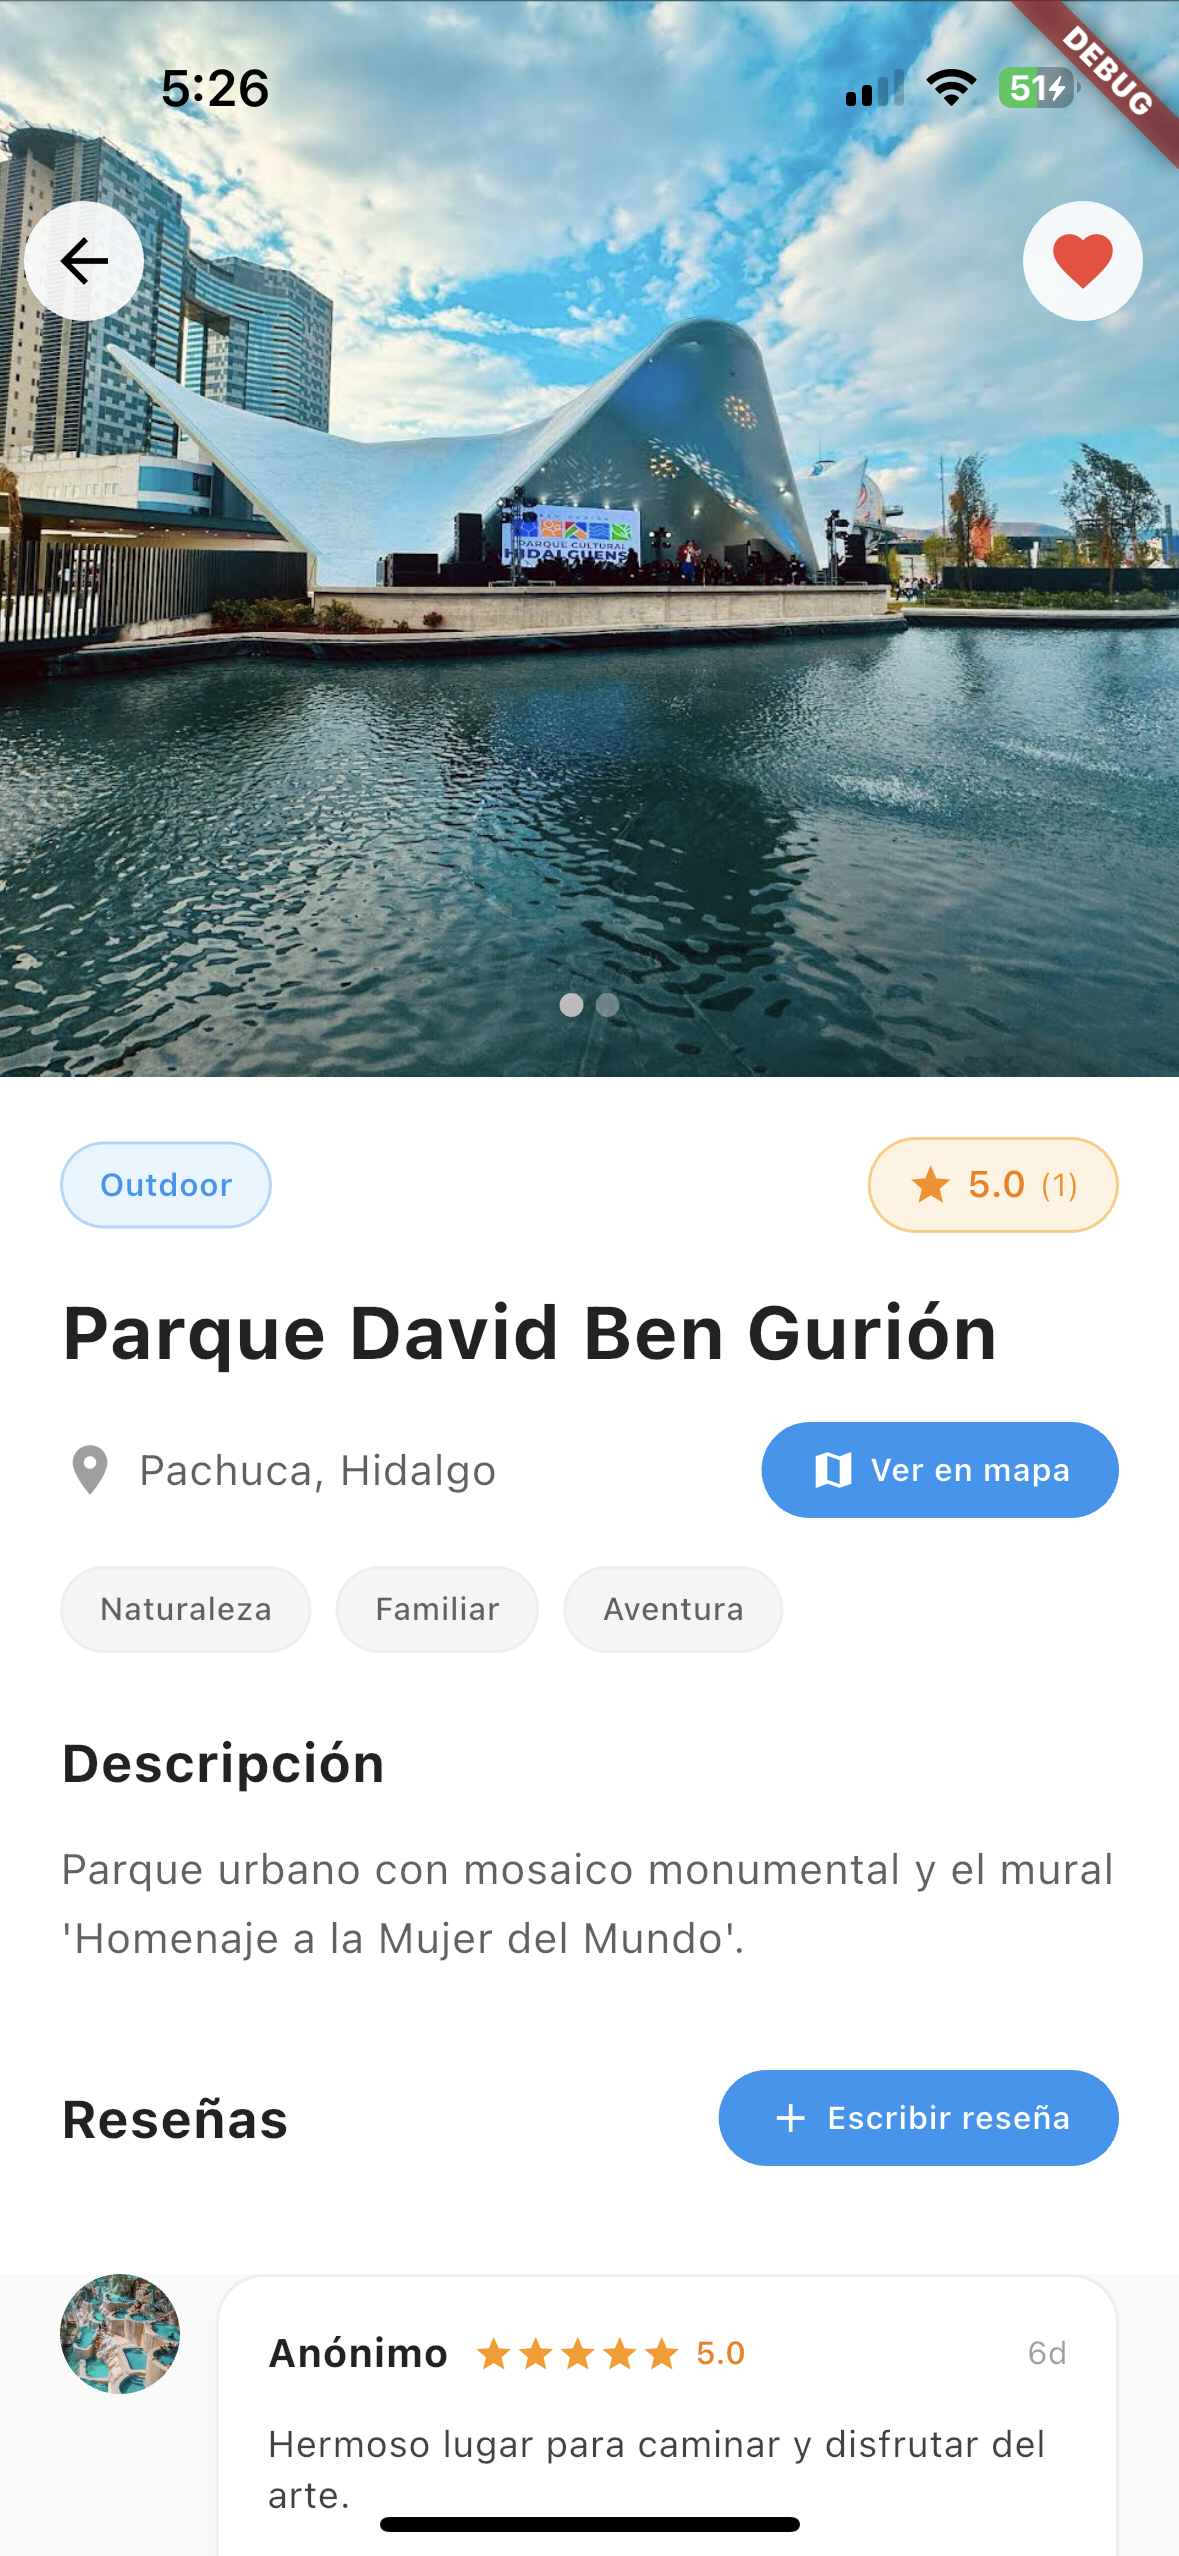 5:26
51
DEBUG
PARQUE CULTURAL
HIDALGUENSE
Outdoor
5.0 (1)
Parque David Ben Gurión
Pachuca, Hidalgo
Ver en mapa
Naturaleza
Familiar
Aventura
Descripción
Parque urbano con mosaico monumental y el mural
'Homenaje a la Mujer del Mundo'.
Reseñas
+ Escribir reseña
Anónimo 5.0 6d
Hermoso lugar para caminar y disfrutar del
arte.